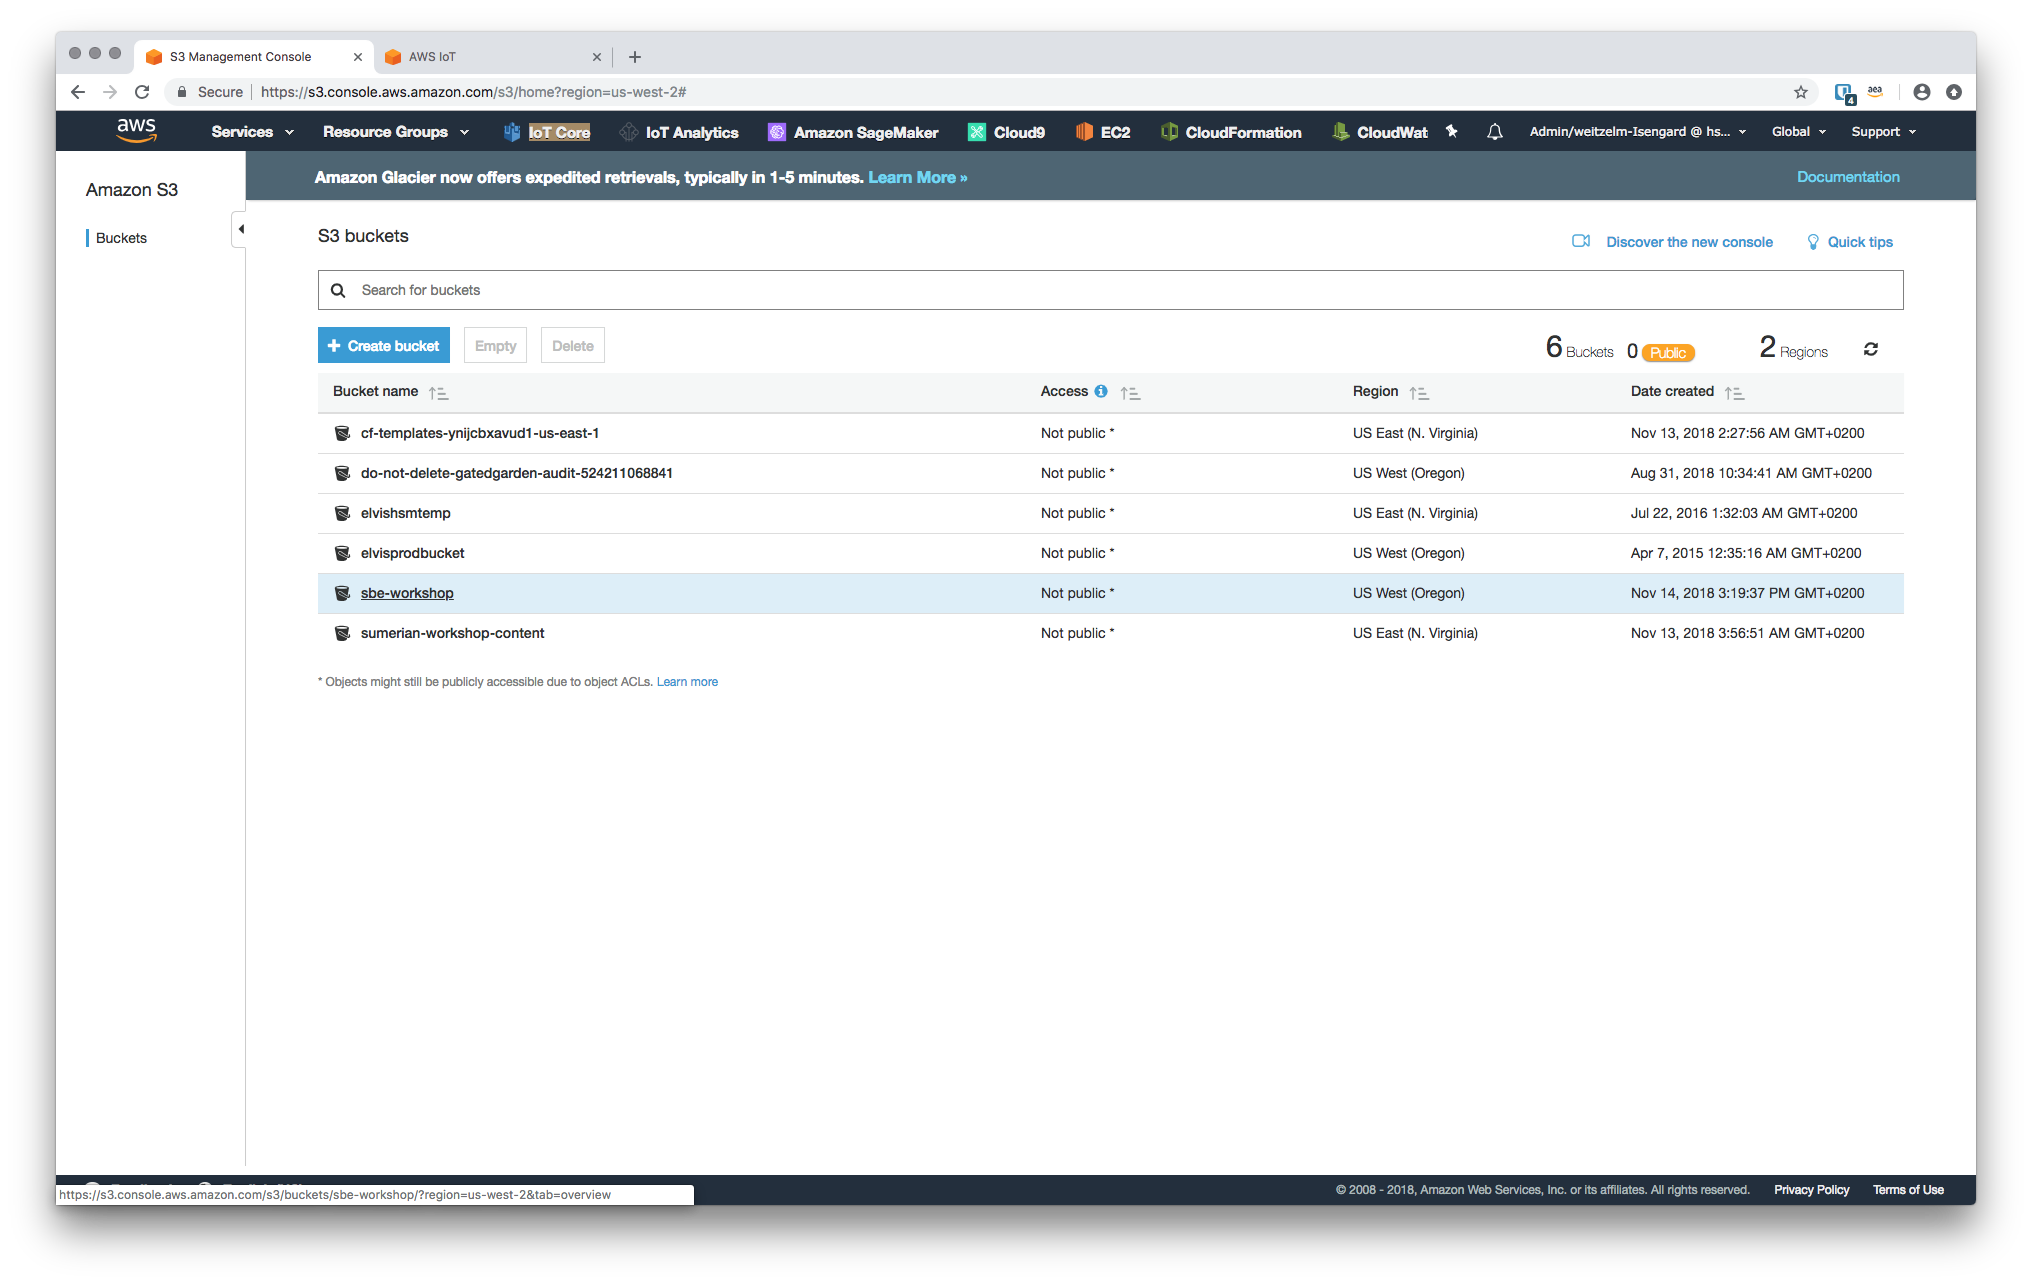 S3 Management Console
AWS IoT
Secure https://s3.console.aws.amazon.com/s3/home?region=us-west-2#
4
aea
aws Services Resource Groups IoT Core IoT Analytics Amazon SageMaker Cloud9 EC2 CloudFormation CloudWat Admin/weitzelm-Isengard @ hs... Global Support
Amazon S3
Buckets
Amazon Glacier now offers expedited retrievals, typically in 1-5 minutes. Learn More »
Documentation
S3 buckets
Discover the new console
Quick tips
Search for buckets
+ Create bucket Empty Delete
6 Buckets 0 Public 2 Regions
Bucket name Access Region Date created
cf-templates-ynijcbxavud1-us-east-1 Not public * US East (N. Virginia) Nov 13, 2018 2:27:56 AM GMT+0200
do-not-delete-gatedgarden-audit-524211068841 Not public * US West (Oregon) Aug 31, 2018 10:34:41 AM GMT+0200
elvishsmtemp Not public * US East (N. Virginia) Jul 22, 2016 1:32:03 AM GMT+0200
elvisprodbucket Not public * US West (Oregon) Apr 7, 2015 12:35:16 AM GMT+0200
sbe-workshop Not public * US West (Oregon) Nov 14, 2018 3:19:37 PM GMT+0200
sumerian-workshop-content Not public * US East (N. Virginia) Nov 13, 2018 3:56:51 AM GMT+0200
* Objects might still be publicly accessible due to object ACLs. Learn more
https://s3.console.aws.amazon.com/s3/buckets/sbe-workshop/?region=us-west-2&tab=overview
© 2008 - 2018, Amazon Web Services, Inc. or its affiliates. All rights reserved. Privacy Policy Terms of Use